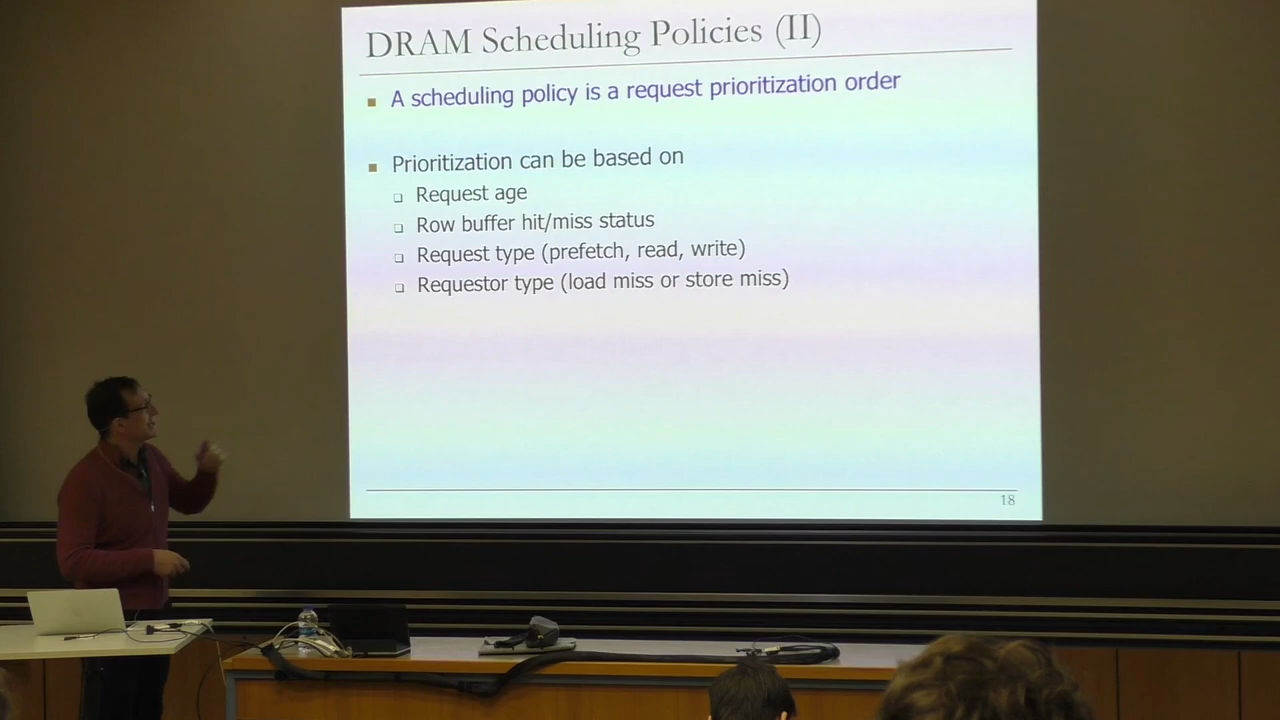 DRAM Scheduling Policies (II)
A scheduling policy is a request prioritization order
Prioritization can be based on
Request age
Row buffer hit/miss status
Request type (prefetch, read, write)
Requestor type (load miss or store miss)
18